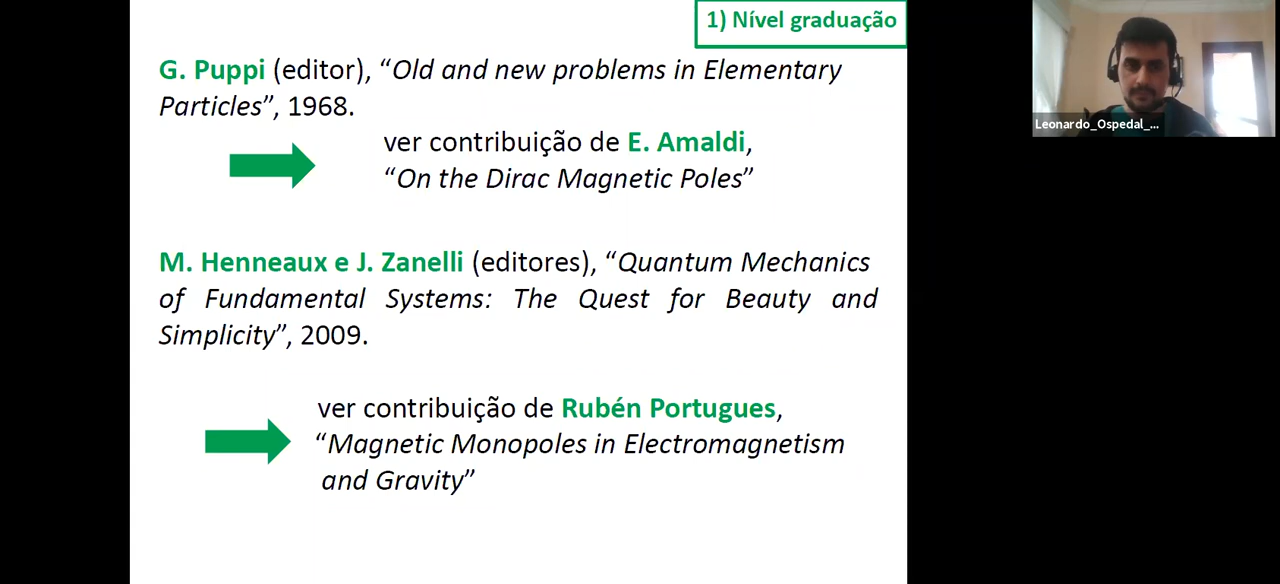 1) Nível graduação
G. Puppi (editor), “Old and new problems in Elementary
Particles”, 1968.
ver contribuição de E. Amaldi,
“On the Dirac Magnetic Poles”
M. Henneaux e J. Zanelli (editores), “Quantum Mechanics
of Fundamental Systems: The Quest for Beauty and
Simplicity”, 2009.
ver contribuição de Rubén Portugues,
“Magnetic Monopoles in Electromagnetism
and Gravity”
Leonardo_Ospedal_...